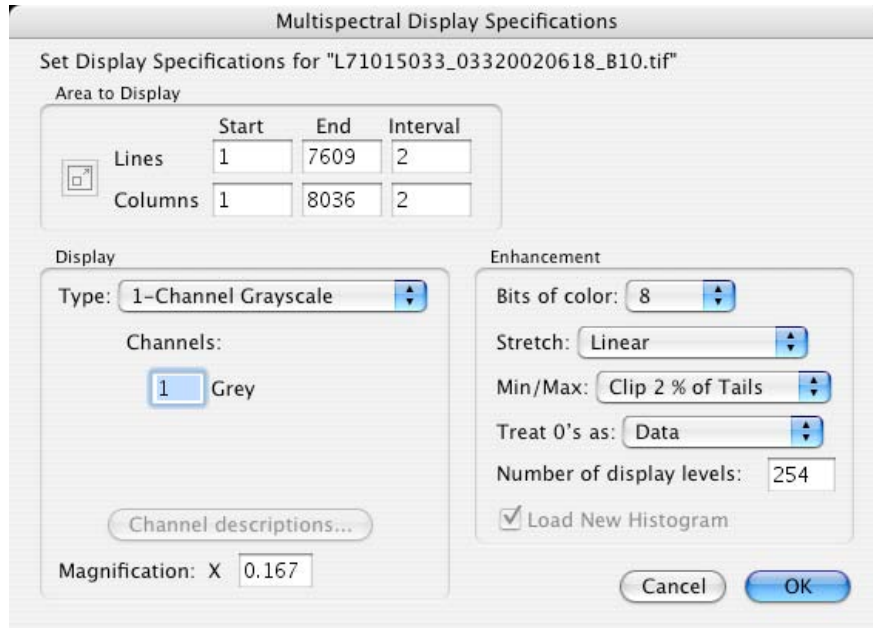 Multispectral Display Specifications
Set Display Specifications for "L71015033_03320020618_B10.tif"
Area to Display
Start End Interval
Lines 1 7609 2
Columns 1 8036 2
Display
Type: 1-Channel Grayscale
Channels:
1 Grey
Channel descriptions...
Magnification: X 0.167
Enhancement
Bits of color: 8
Stretch: Linear
Min/Max: Clip 2 % of Tails
Treat 0's as: Data
Number of display levels: 254
Load New Histogram
Cancel OK